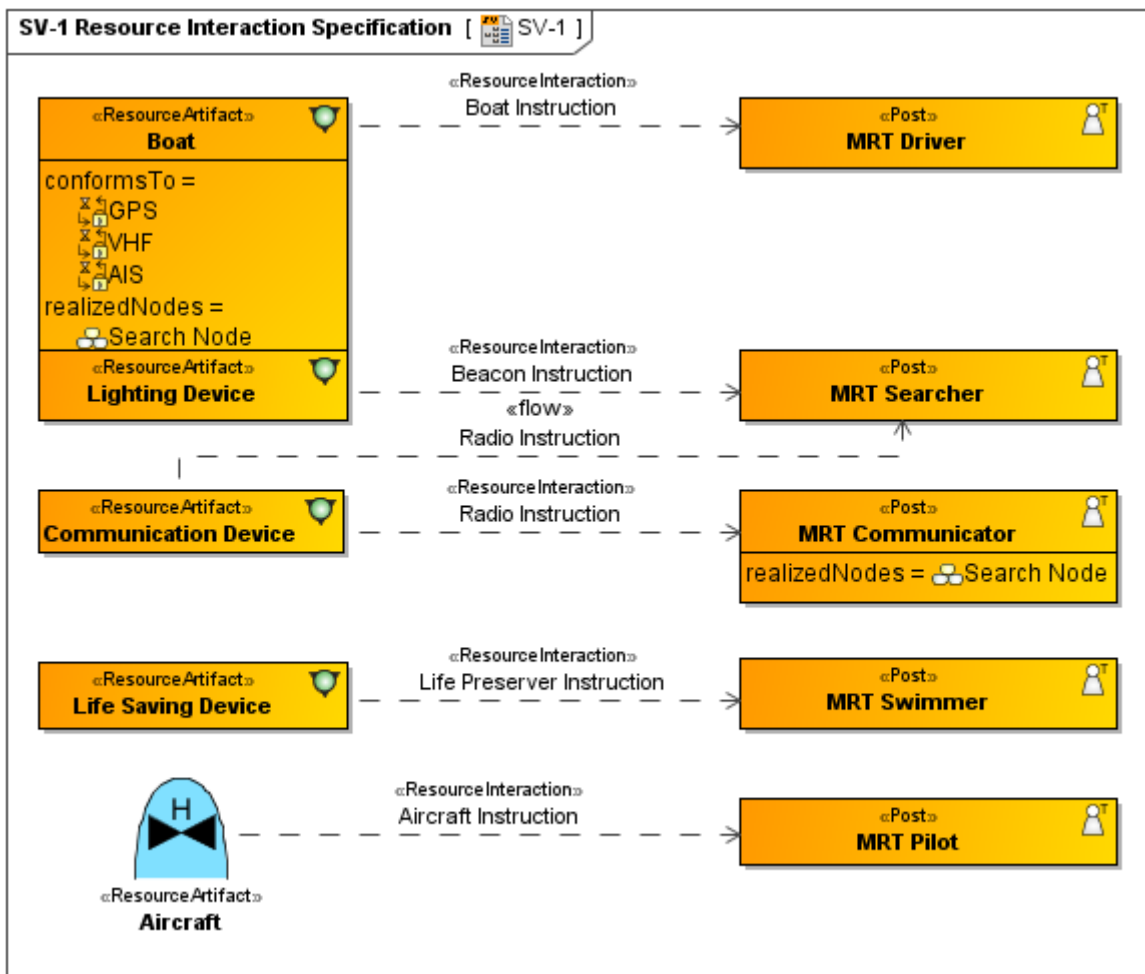 SV-1 Resource Interaction Specification [ SV-1 ]
«ResourceInteraction»
Boat Instruction
«ResourceArtifact»
Boat
«Post»
MRT Driver
conformsTo =
GPS
VHF
AIS
realizedNodes =
Search Node
«ResourceArtifact»
Lighting Device
«ResourceInteraction»
Beacon Instruction
«Post»
MRT Searcher
«flow»
Radio Instruction
«ResourceArtifact»
Communication Device
«ResourceInteraction»
Radio Instruction
«Post»
MRT Communicator
realizedNodes = Search Node
«ResourceArtifact»
Life Saving Device
«ResourceInteraction»
Life Preserver Instruction
«Post»
MRT Swimmer
H
«ResourceArtifact»
Aircraft
«ResourceInteraction»
Aircraft Instruction
«Post»
MRT Pilot